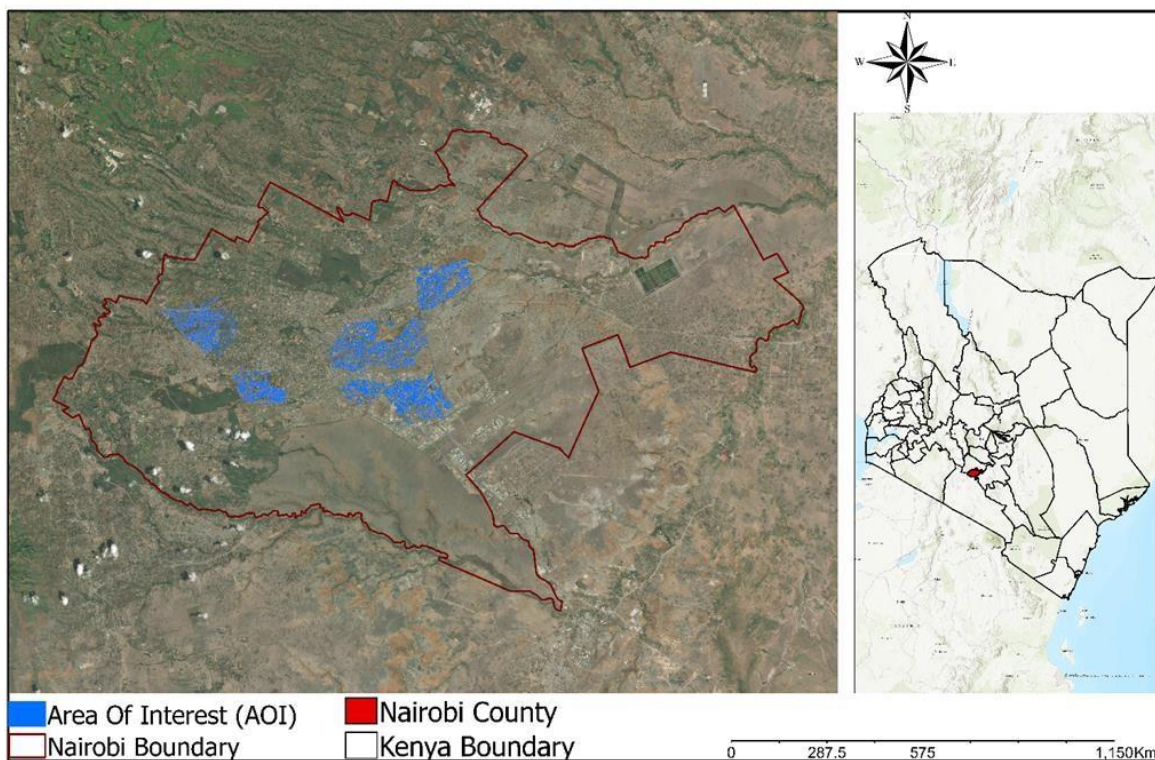 N
W E
S
Area Of Interest (AOI)
Nairobi County
Nairobi Boundary
Kenya Boundary
0 287.5 575 1,150Km